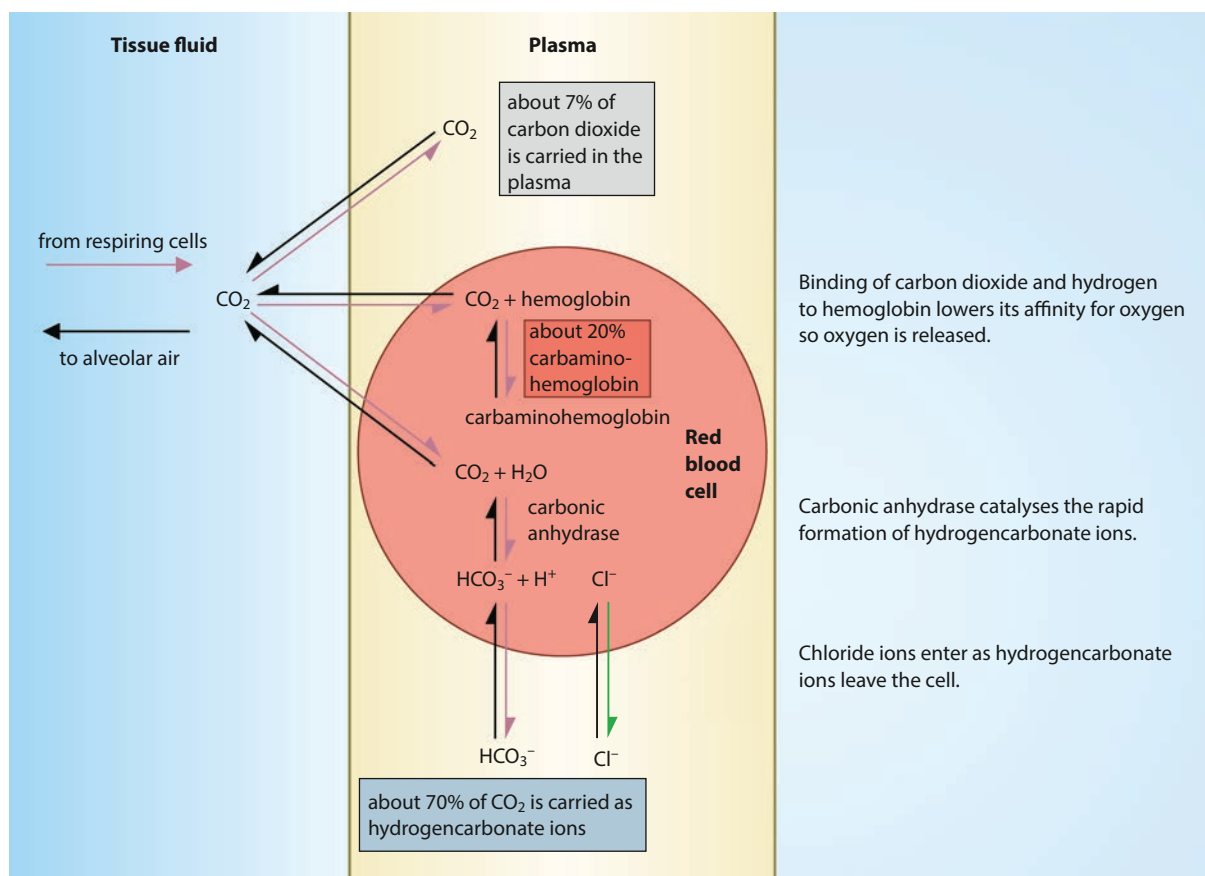 Tissue fluid
Plasma
CO₂
about 7% of
carbon dioxide
is carried in the
plasma
from respiring cells
CO₂
to alveolar air
CO₂ + hemoglobin
about 20%
carbamino-
hemoglobin
carbaminohemoglobin
Red
blood
cell
CO₂ + H₂O
carbonic
anhydrase
HCO₃⁻ + H⁺
Cl⁻
HCO₃⁻
Cl⁻
about 70% of CO₂ is carried as
hydrogencarbonate ions
Binding of carbon dioxide and hydrogen
to hemoglobin lowers its affinity for oxygen
so oxygen is released.
Carbonic anhydrase catalyses the rapid
formation of hydrogencarbonate ions.
Chloride ions enter as hydrogencarbonate
ions leave the cell.